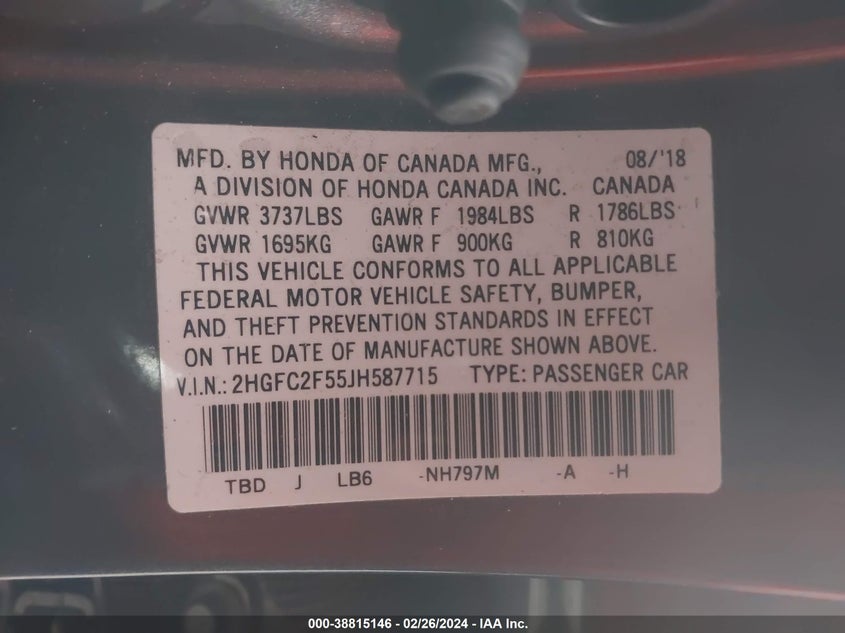 MFD. BY HONDA OF CANADA MFG., 08/'18
A DIVISION OF HONDA CANADA INC. CANADA
GVWR 3737LBS GAWR F 1984LBS R 1786LBS
GVWR 1695KG GAWR F 900KG R 810KG
THIS VEHICLE CONFORMS TO ALL APPLICABLE
FEDERAL MOTOR VEHICLE SAFETY, BUMPER,
AND THEFT PREVENTION STANDARDS IN EFFECT
ON THE DATE OF MANUFACTURE SHOWN ABOVE.
V.I.N.: 2HGFC2F55JH587715 TYPE: PASSENGER CAR
TBD J LB6 -NH797M -A -H
000-38815146 - 02/26/2024 - IAA Inc.